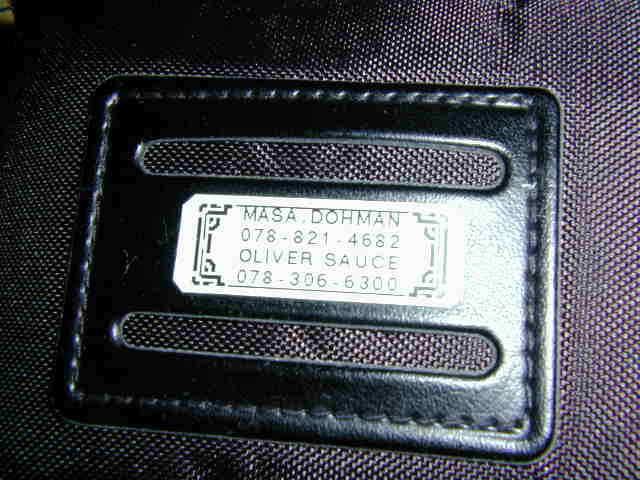 MASA. DOHMAN
078-821-4682
OLIVER SAUCE
078-306-6300